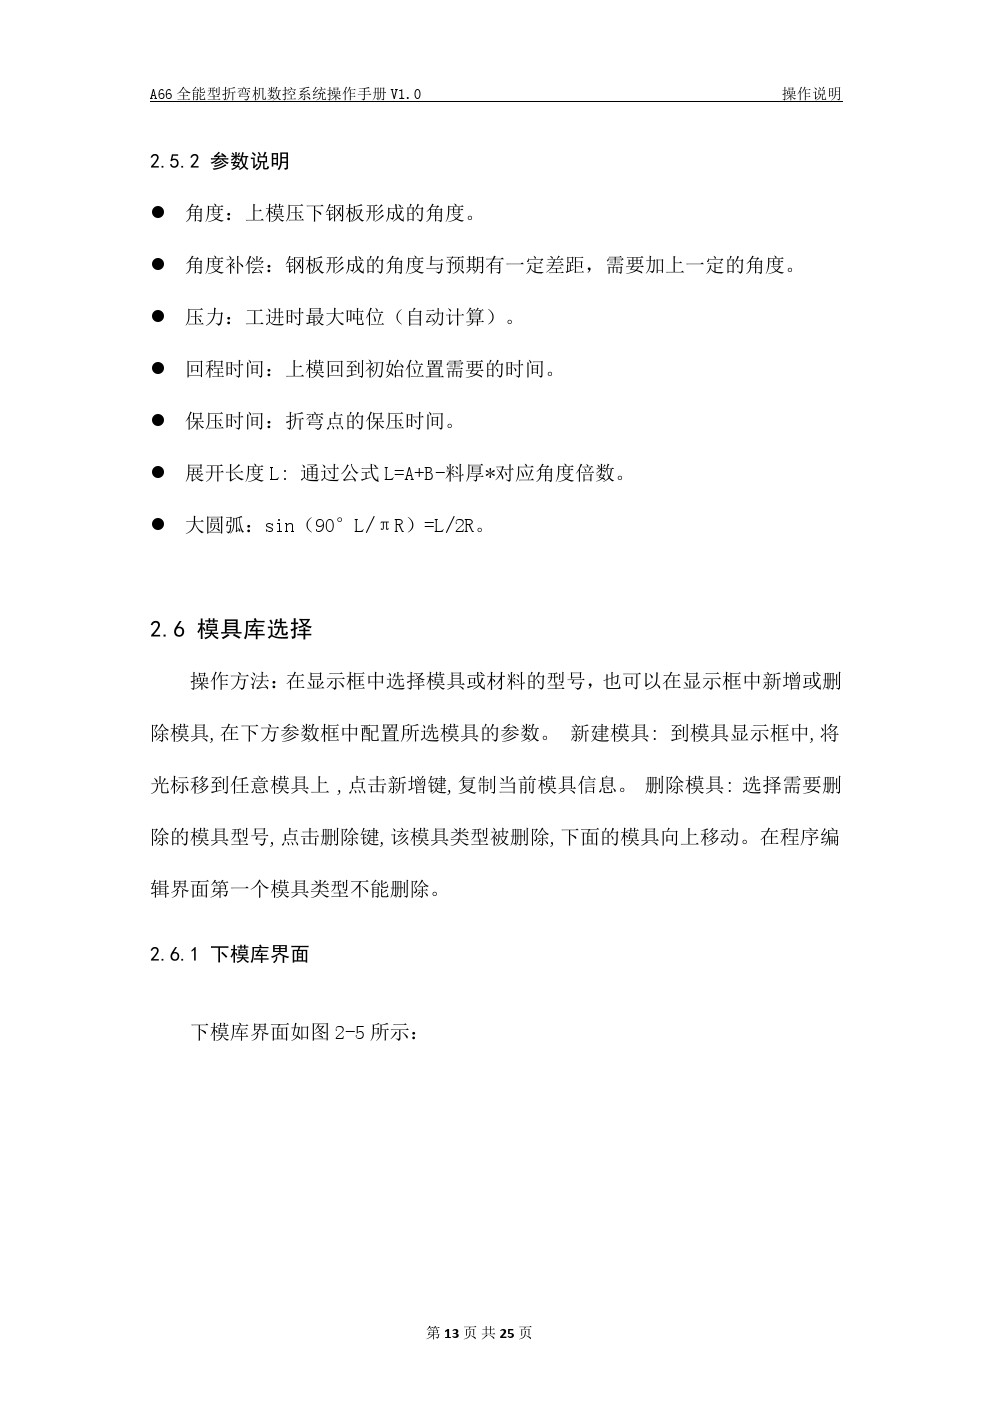 A66 全能型折弯机数控系统操作手册 V1.0 操作说明
2.5.2 参数说明
● 角度：上模压下钢板形成的角度。
● 角度补偿：钢板形成的角度与预期有一定差距，需要加上一定的角度。
● 压力：工进时最大吨位（自动计算）。
● 回程时间：上模回到初始位置需要的时间。
● 保压时间：折弯点的保压时间。
● 展开长度 L: 通过公式 L=A+B-料厚*对应角度倍数。
● 大圆弧：sin（90°L/πR）=L/2R。
2.6 模具库选择
操作方法：在显示框中选择模具或材料的型号，也可以在显示框中新增或删
除模具,在下方参数框中配置所选模具的参数。 新建模具: 到模具显示框中,将
光标移到任意模具上 ,点击新增键,复制当前模具信息。 删除模具: 选择需要删
除的模具型号,点击删除键,该模具类型被删除,下面的模具向上移动。在程序编
辑界面第一个模具类型不能删除。
2.6.1 下模库界面
下模库界面如图 2-5 所示：
第 13 页 共 25 页